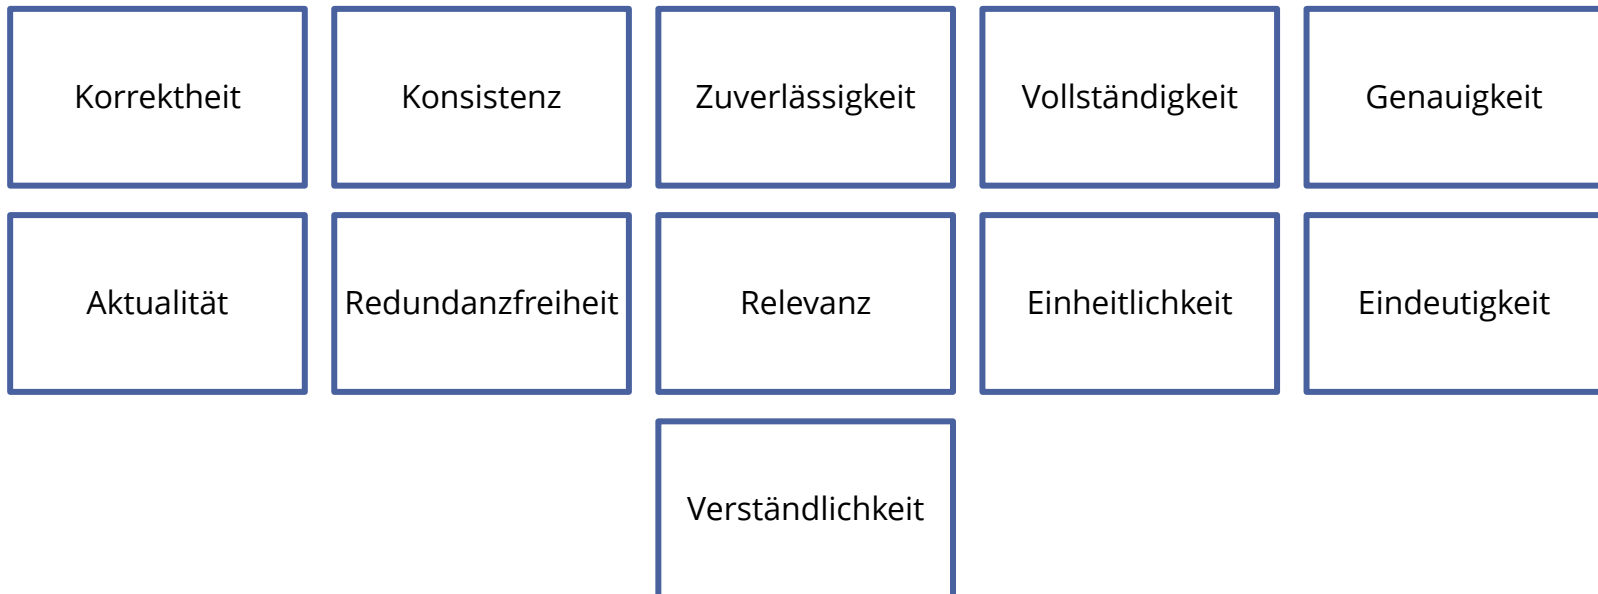 Korrektheit
Konsistenz
Zuverlässigkeit
Vollständigkeit
Genauigkeit
Aktualität
Redundanzfreiheit
Relevanz
Einheitlichkeit
Eindeutigkeit
Verständlichkeit